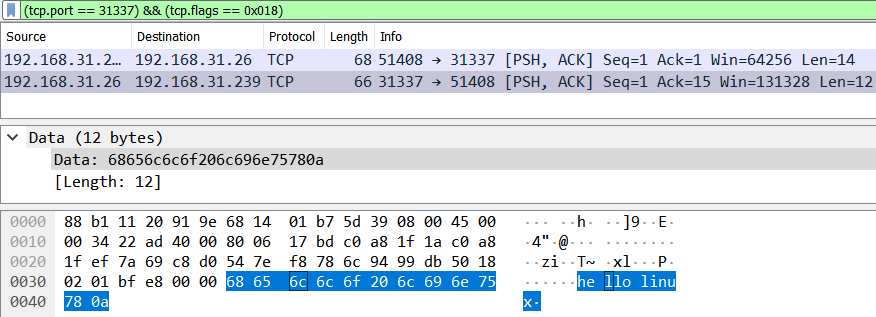 (tcp.port == 31337) && (tcp.flags == 0x018)
Source Destination Protocol Length Info
192.168.31.2… 192.168.31.26 TCP 68 51408 → 31337 [PSH, ACK] Seq=1 Ack=1 Win=64256 Len=14
192.168.31.26 192.168.31.239 TCP 66 31337 → 51408 [PSH, ACK] Seq=1 Ack=15 Win=131328 Len=12
Data (12 bytes)
Data: 68656c6c6f206c696e75780a
[Length: 12]
0000 88 b1 11 20 91 9e 68 14 01 b7 5d 39 08 00 45 00 ··· ··h· ··]9··E·
0010 00 34 22 ad 40 00 80 06 17 bd c0 a8 1f 1a c0 a8 ·4"·@··· ········
0020 1f ef 7a 69 c8 d0 54 7e f8 78 6c 94 99 db 50 18 ··zi··T~ ·xl···P·
0030 02 01 bf e8 00 00 68 65 6c 6c 6f 20 6c 69 6e 75 ······he llo linu
0040 78 0a x·